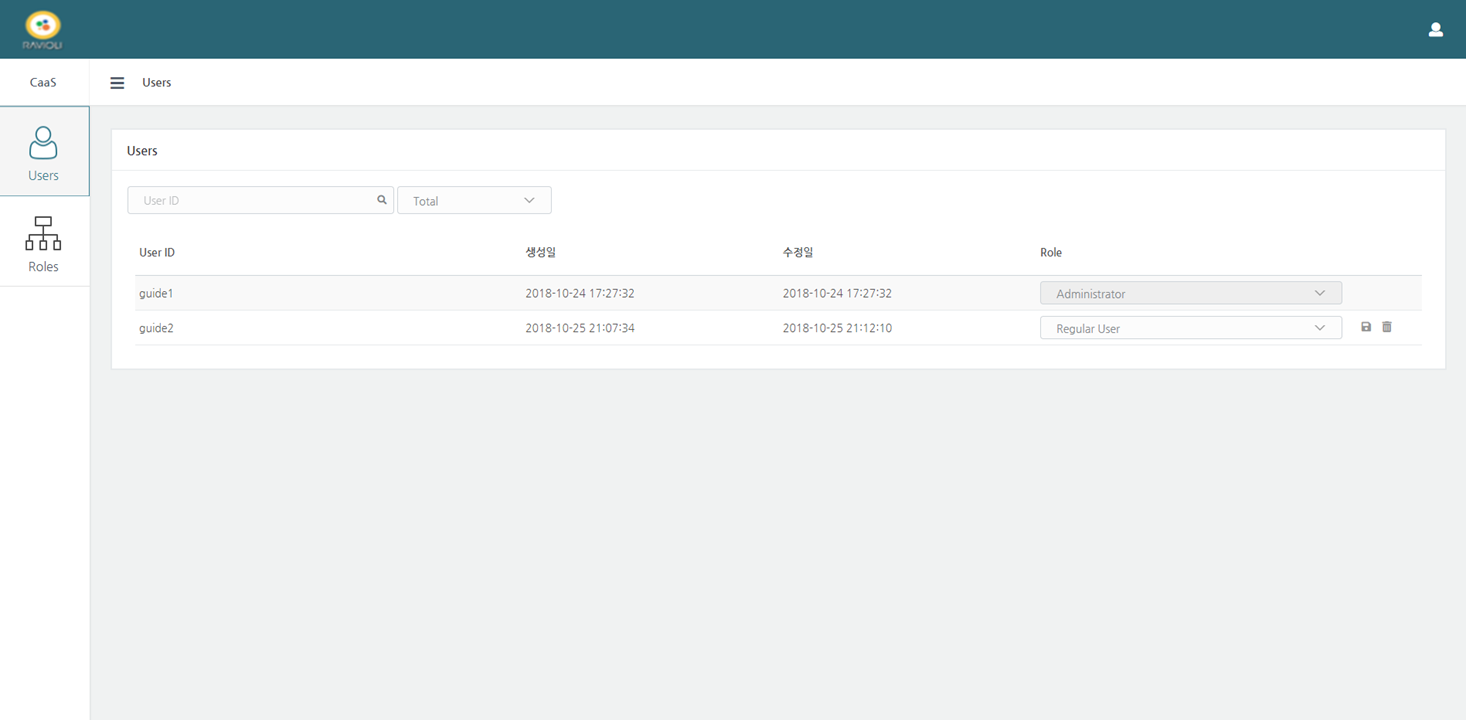 RAVIOLI
CaaS
Users
Users
Roles
Users
User ID
Total
User ID 생성일 수정일 Role
guide1 2018-10-24 17:27:32 2018-10-24 17:27:32 Administrator
guide2 2018-10-25 21:07:34 2018-10-25 21:12:10 Regular User